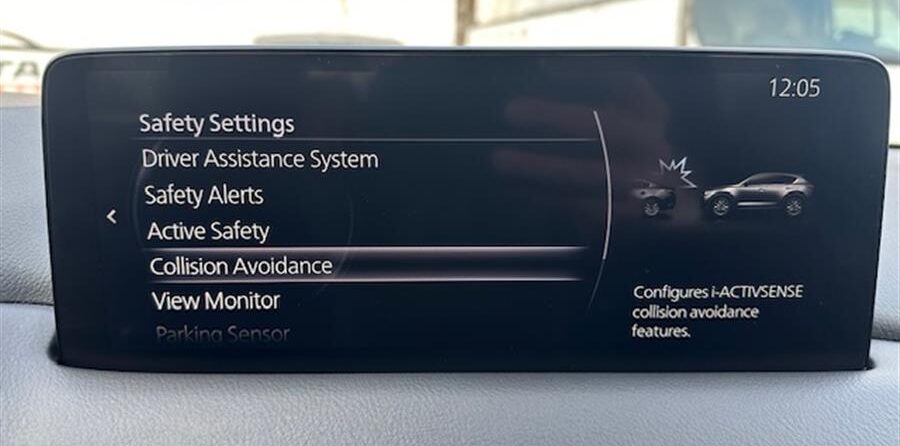 TA
12:05
Safety Settings
Driver Assistance System
Safety Alerts
Active Safety
Collision Avoidance
View Monitor
Parking Sensor
Configures i-ACTIVSENSE
collision avoidance
features.